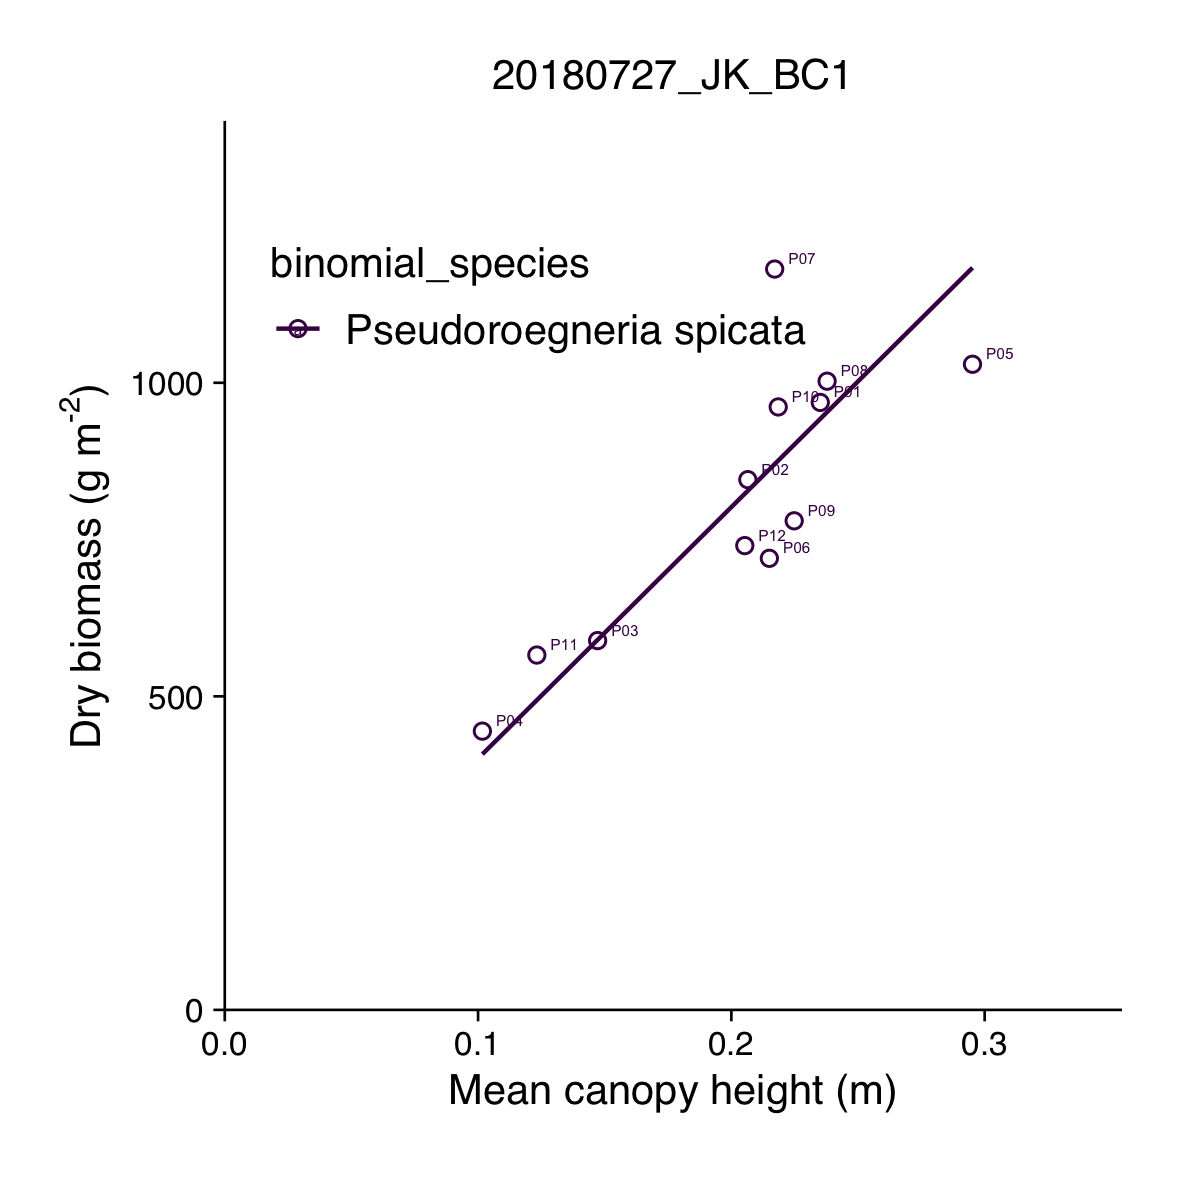 20180727_JK_BC1
binomial_species
Pseudoroegneria spicata
P07
P05
P08
P01
P10
P02
P09
P12
P06
P03
P11
P04
1000
500
0
0.0 0.1 0.2 0.3
Mean canopy height (m)
Dry biomass (g m⁻²)